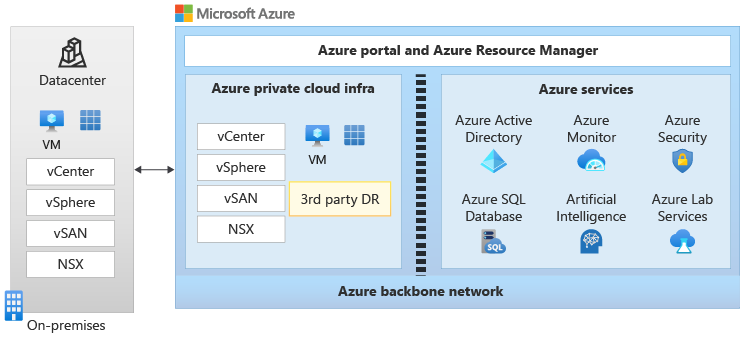 Microsoft Azure
Datacenter
VM
vCenter
vSphere
vSAN
NSX
On-premises
Azure portal and Azure Resource Manager
Azure private cloud infra
vCenter
vSphere
vSAN
NSX
VM
3rd party DR
Azure services
Azure Active
Directory
Azure
Monitor
Azure
Security
Azure SQL
Database
SQL
Artificial
Intelligence
Azure Lab
Services
Azure backbone network